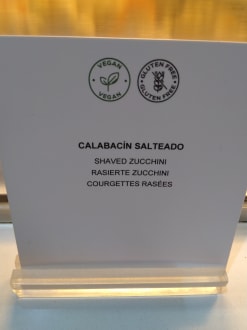 VEGAN
VEGAN
GLUTEN FREE
GLUTEN FREE
CALABACÍN SALTEADO
SHAVED ZUCCHINI
RASIERTE ZUCCHINI
COURGETTES RASÉES